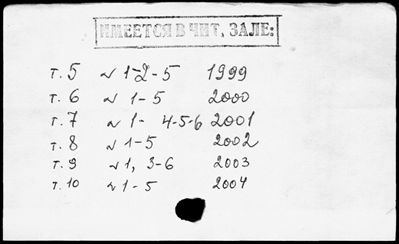 ИМЕЕТСЯ В ЧИТ. ЗАЛЕ:
т. 5 № 1-2-5 1999
т. 6 № 1-5 2000
т. 7 № 1- 4-5-6 2001
т. 8 № 1-5 2002
т. 9 № 1, 3-6 2003
т. 10 № 1-5 2004